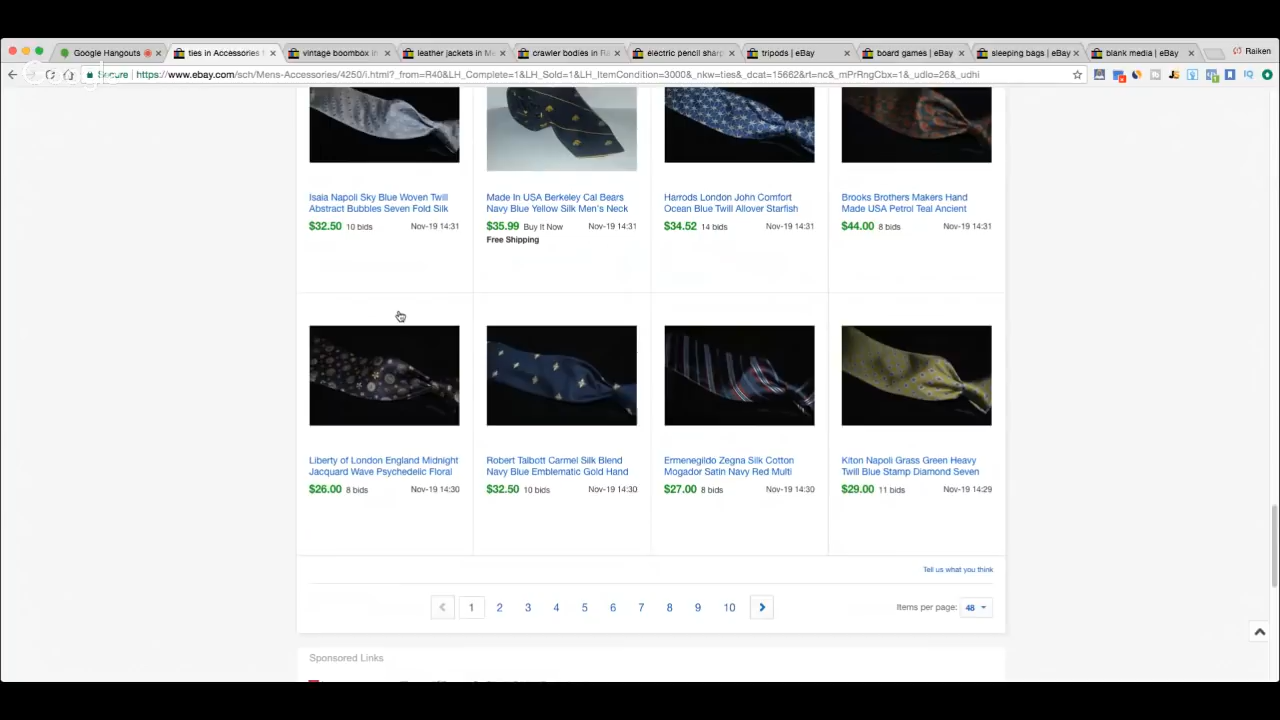 Google Hangouts
ties in Accessories
vintage boombox in
leather jackets in Me
crawler bodies in Ra
electric pencil sharp
tripods | eBay
board games | eBay
sleeping bags | eBay
blank media | eBay
Raiken
Secure
https://www.ebay.com/sch/Mens-Accessories/4250/i.html?_from=R40&LH_Complete=1&LH_Sold=1&LH_ItemCondition=3000&_nkw=ties&_dcat=15662&rt=nc&_mPrRngCbx=1&_udlo=26&_udhi
Isaia Napoli Sky Blue Woven Twill
Abstract Bubbles Seven Fold Silk
$32.50 10 bids Nov-19 14:31
Made In USA Berkeley Cal Bears
Navy Blue Yellow Silk Men's Neck
$35.99 Buy It Now Nov-19 14:31
Free Shipping
Harrods London John Comfort
Ocean Blue Twill Allover Starfish
$34.52 14 bids Nov-19 14:31
Brooks Brothers Makers Hand
Made USA Petrol Teal Ancient
$44.00 8 bids Nov-19 14:31
Liberty of London England Midnight
Jacquard Wave Psychedelic Floral
$26.00 8 bids Nov-19 14:30
Robert Talbott Carmel Silk Blend
Navy Blue Emblematic Gold Hand
$32.50 10 bids Nov-19 14:30
Ermenegildo Zegna Silk Cotton
Mogador Satin Navy Red Multi
$27.00 8 bids Nov-19 14:30
Kiton Napoli Grass Green Heavy
Twill Blue Stamp Diamond Seven
$29.00 11 bids Nov-19 14:29
Tell us what you think
1 2 3 4 5 6 7 8 9 10
Items per page: 48
Sponsored Links